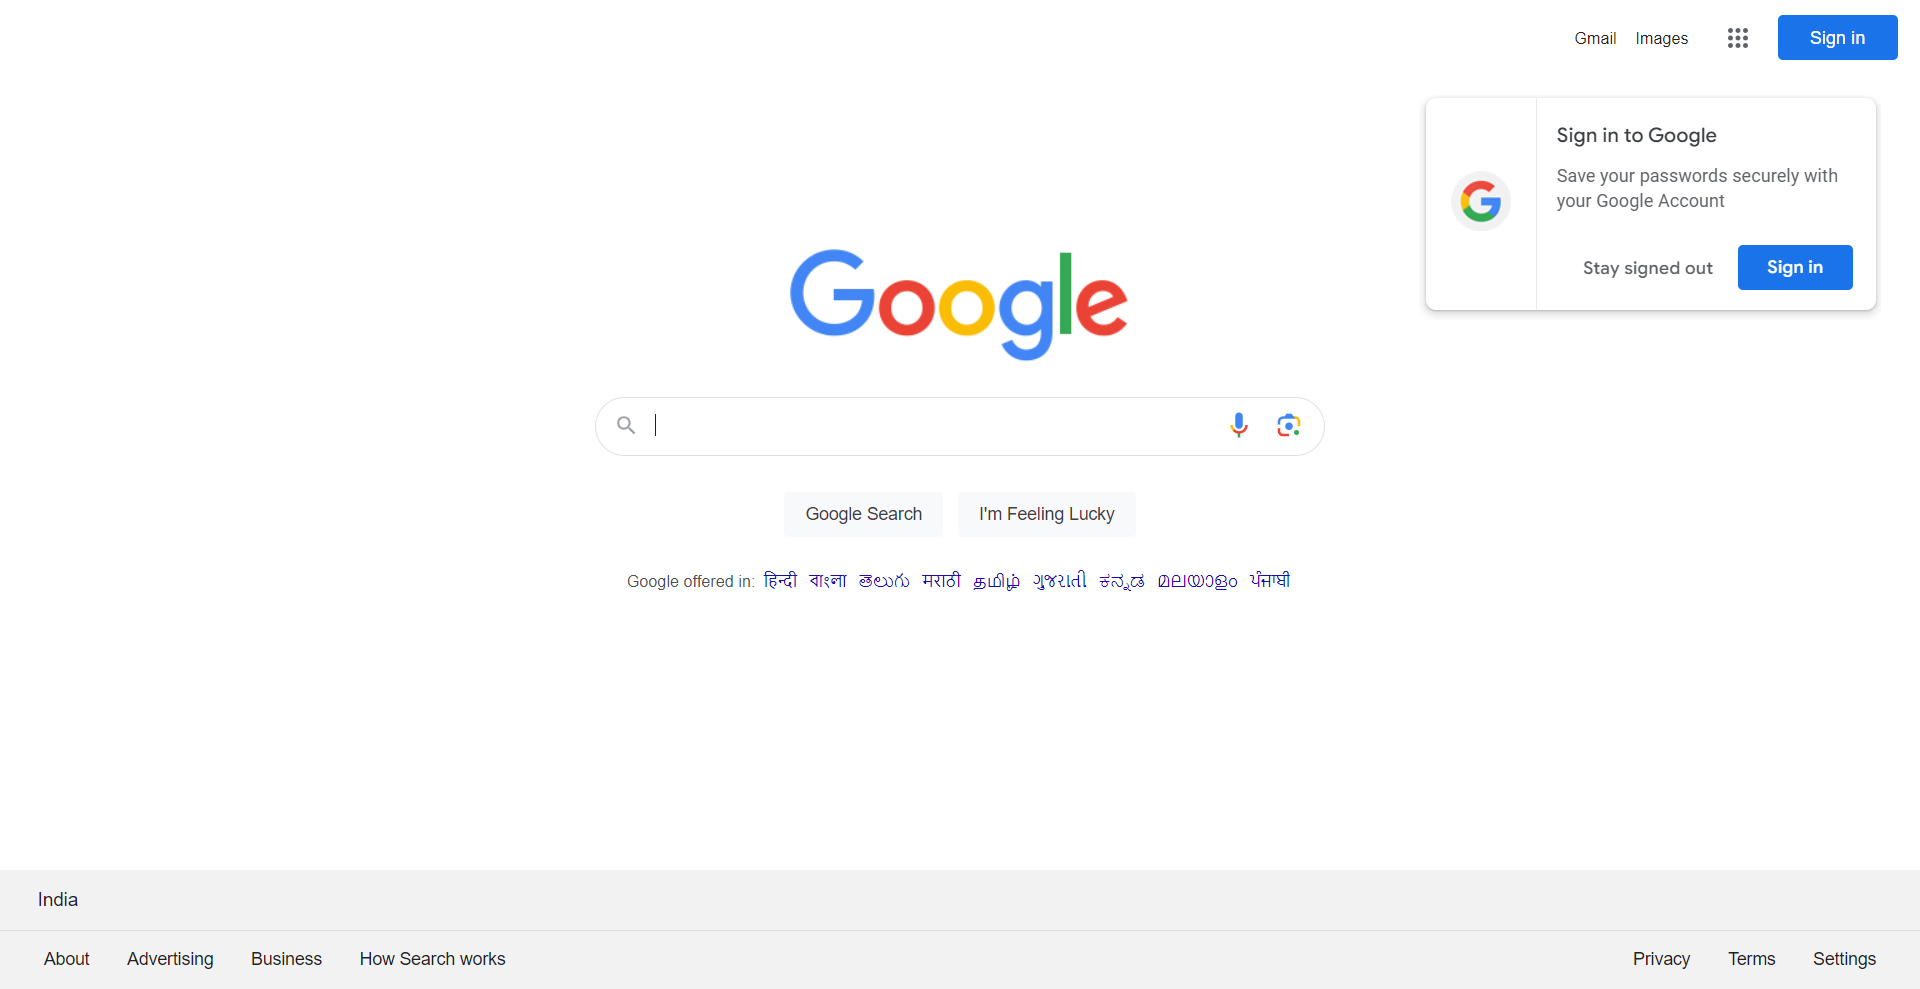 Gmail Images Sign in
Sign in to Google
Save your passwords securely with
your Google Account
Stay signed out Sign in
Google
Google Search I'm Feeling Lucky
Google offered in: हिन्दी বাংলা తెలుగు मराठी தமிழ் ગુજરાતી ಕನ್ನಡ മലയാളം ਪੰਜਾਬੀ
India
About Advertising Business How Search works Privacy Terms Settings